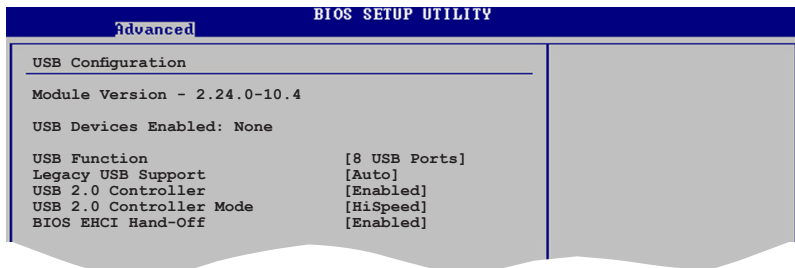 BIOS SETUP UTILITY
Advanced
USB Configuration
Module Version - 2.24.0-10.4
USB Devices Enabled: None
USB Function [8 USB Ports]
Legacy USB Support [Auto]
USB 2.0 Controller [Enabled]
USB 2.0 Controller Mode [HiSpeed]
BIOS EHCI Hand-Off [Enabled]